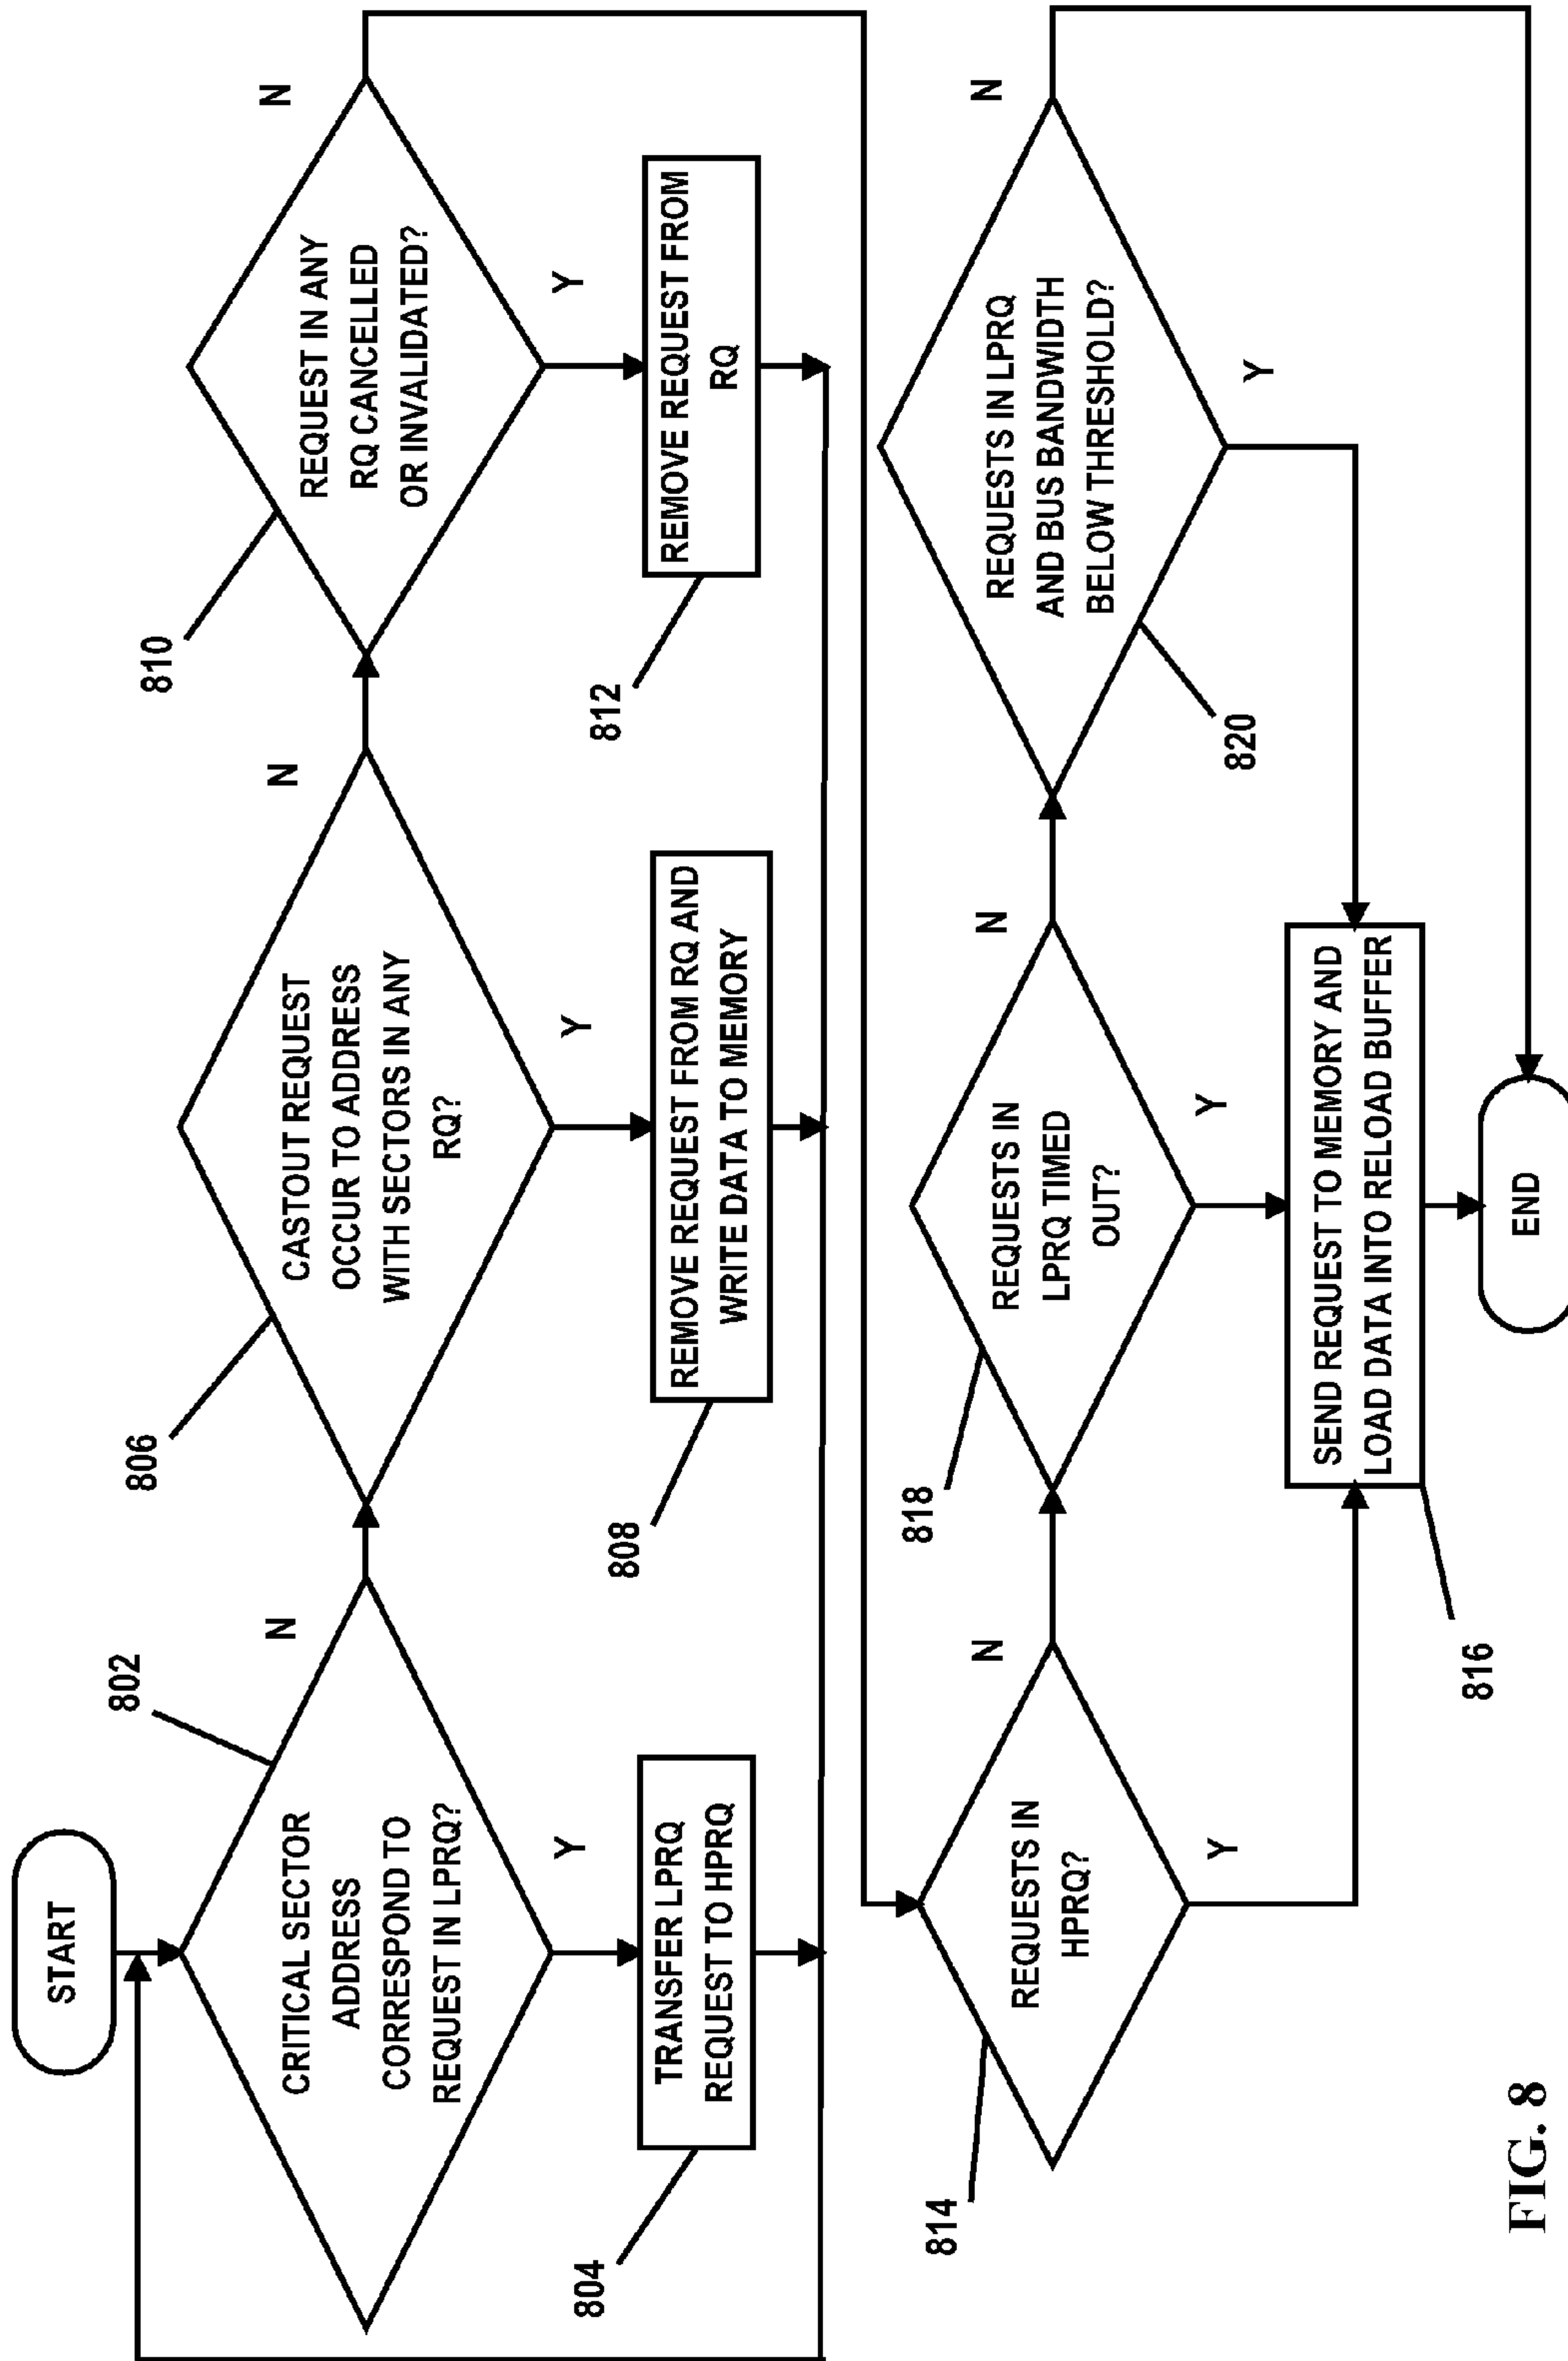 START
802
CRITICAL SECTOR
ADDRESS
CORRESPOND TO
REQUEST IN LPRQ?
N
Y
804
TRANSFER LPRQ
REQUEST TO HPRQ
806
CASTOUT REQUEST
OCCUR TO ADDRESS
WITH SECTORS IN ANY
RQ?
N
Y
808
REMOVE REQUEST FROM RQ AND
WRITE DATA TO MEMORY
810
REQUEST IN ANY
RQ CANCELLED
OR INVALIDATED?
N
Y
812
REMOVE REQUEST FROM
RQ
814
REQUESTS IN
HPRQ?
N
Y
818
REQUESTS IN
LPRQ TIMED
OUT?
N
Y
820
REQUESTS IN LPRQ
AND BUS BANDWIDTH
BELOW THRESHOLD?
N
Y
816
SEND REQUEST TO MEMORY AND
LOAD DATA INTO RELOAD BUFFER
END
FIG. 8